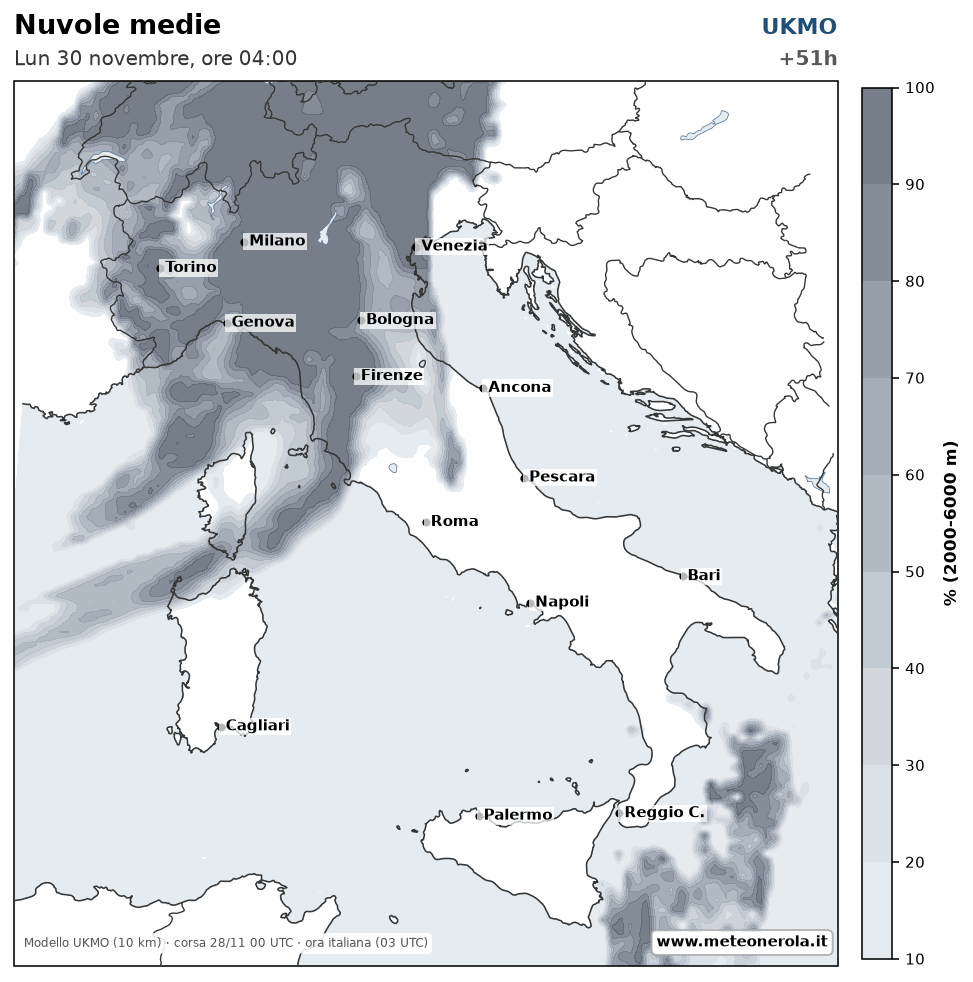 Nuvole medie
UKMO
Lun 30 novembre, ore 04:00
+51h
100
90
80
70
60
50
40
30
20
10
% (2000-6000 m)
Milano
Venezia
Torino
Genova
Bologna
Firenze
Ancona
Pescara
Roma
Bari
Napoli
Cagliari
Palermo
Reggio C.
Modello UKMO (10 km) · corsa 28/11 00 UTC · ora italiana (03 UTC)
www.meteonerola.it